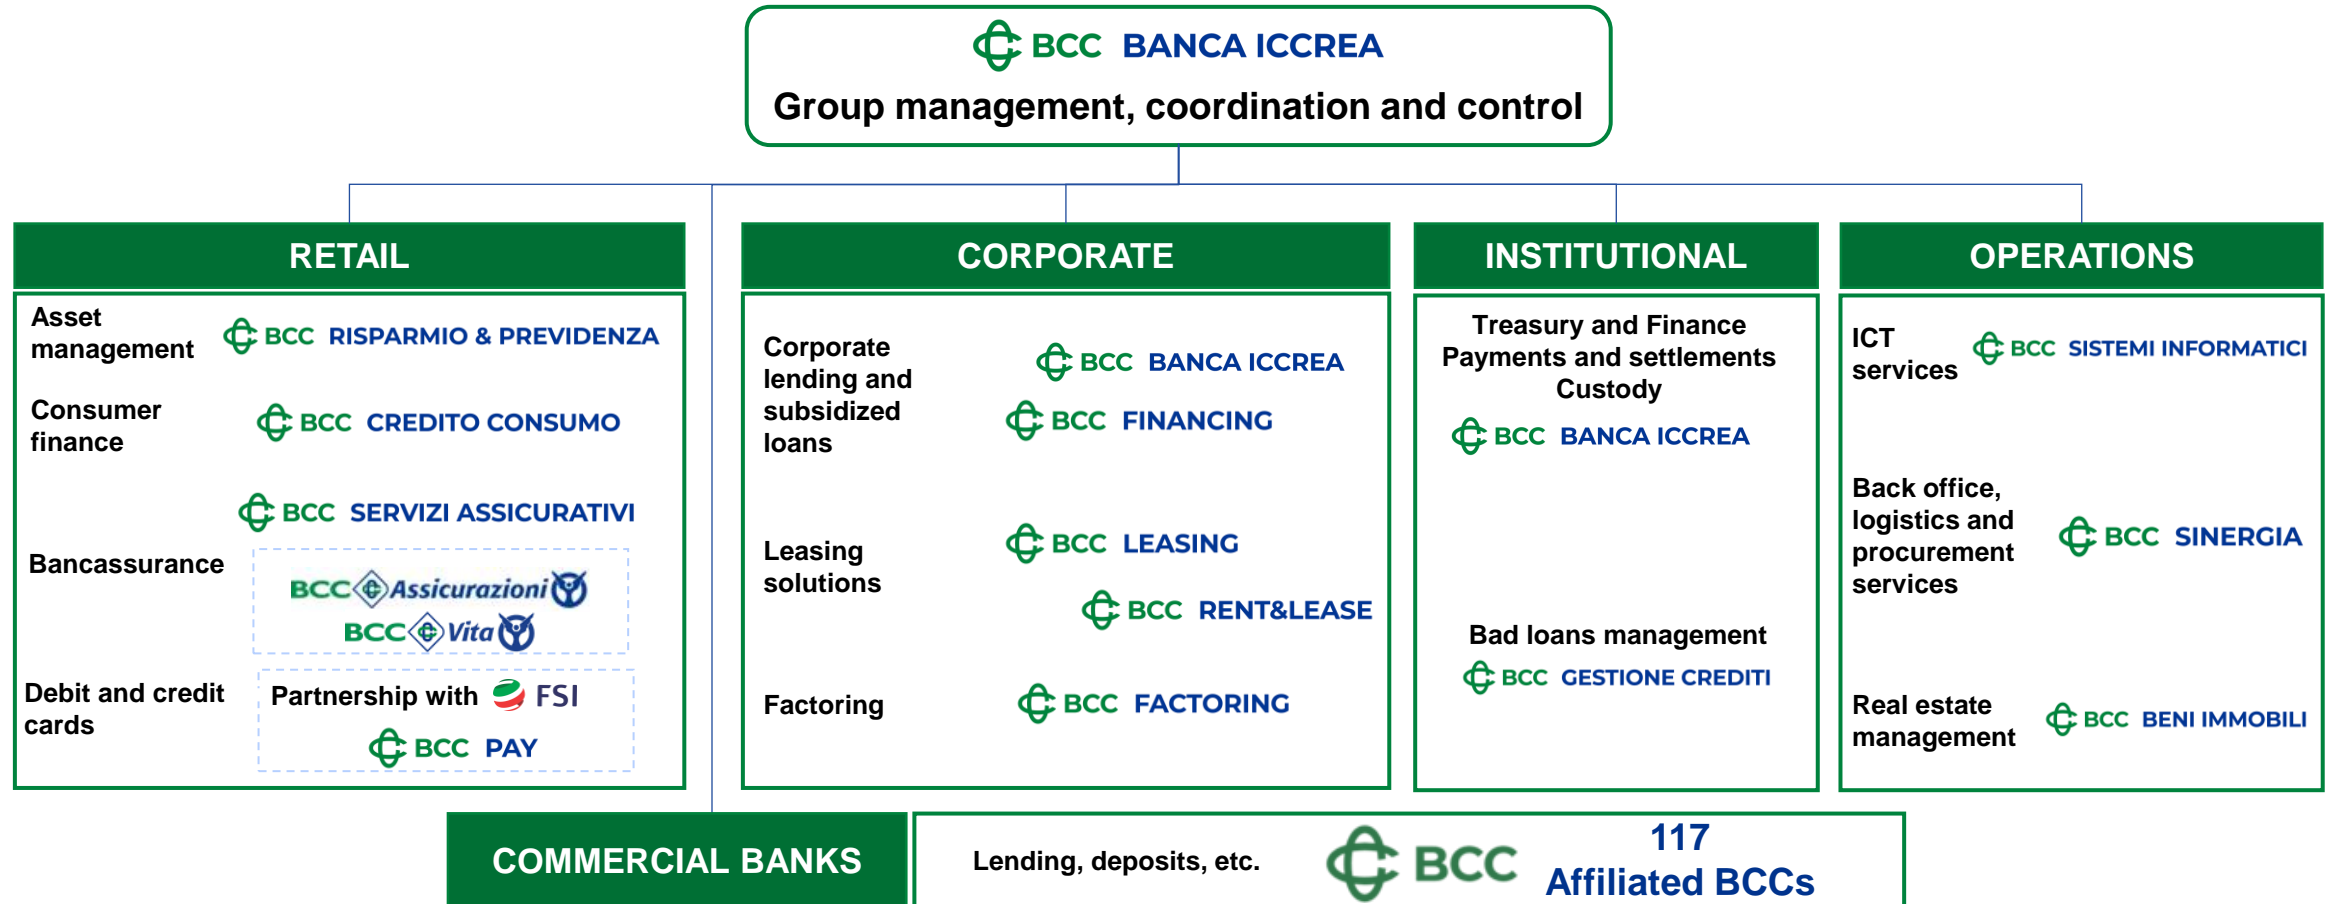 BCC BANCA ICCREA
Group management, coordination and control
RETAIL
Asset
management
BCC RISPARMIO & PREVIDENZA
Consumer
finance
BCC CREDITO CONSUMO
BCC SERVIZI ASSICURATIVI
Bancassurance
BCC Assicurazioni
BCC Vita
Debit and credit
cards
Partnership with FSI
BCC PAY
CORPORATE
Corporate
lending and
subsidized
loans
BCC BANCA ICCREA
BCC FINANCING
Leasing
solutions
BCC LEASING
BCC RENT&LEASE
Factoring
BCC FACTORING
INSTITUTIONAL
Treasury and Finance
Payments and settlements
Custody
BCC BANCA ICCREA
Bad loans management
BCC GESTIONE CREDITI
OPERATIONS
ICT
services
BCC SISTEMI INFORMATICI
Back office,
logistics and
procurement
services
BCC SINERGIA
Real estate
management
BCC BENI IMMOBILI
COMMERCIAL BANKS
Lending, deposits, etc.
BCC
117
Affiliated BCCs